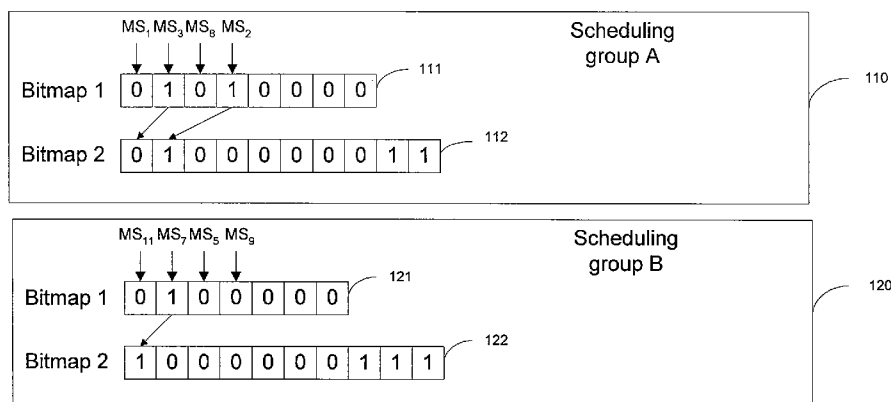 MS1 MS3 MS8 MS2
Scheduling
group A
Bitmap 1 0 1 0 1 0 0 0 0 111
110
Bitmap 2 0 1 0 0 0 0 0 0 1 1 112
MS11 MS7 MS5 MS9
Scheduling
group B
Bitmap 1 0 1 0 0 0 0 0 121
120
Bitmap 2 1 0 0 0 0 0 0 1 1 1 122